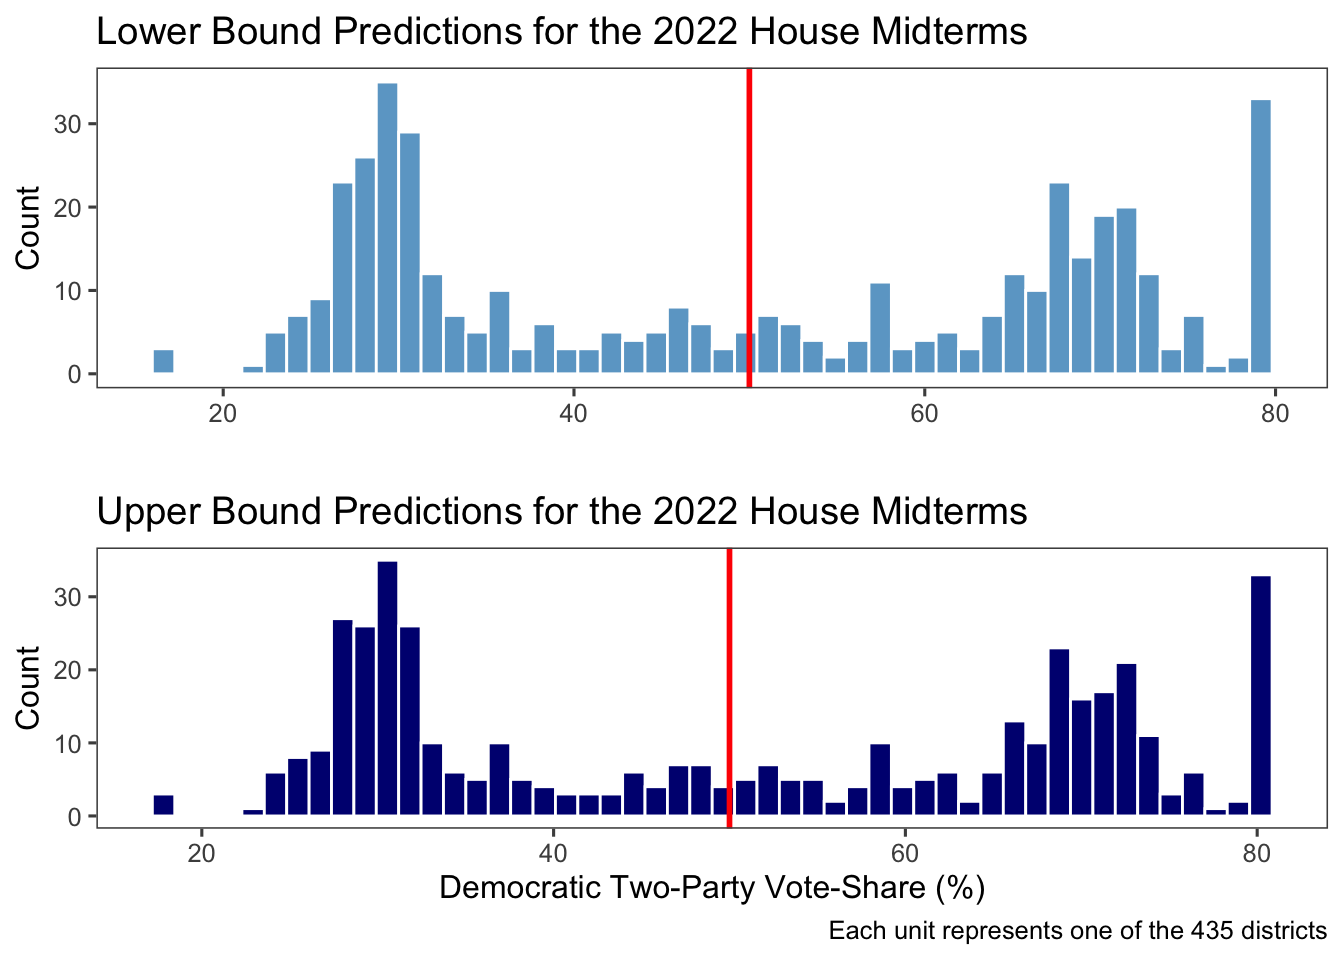 Lower Bound Predictions for the 2022 House Midterms
Count
30
20
10
0
20 40 60 80
Upper Bound Predictions for the 2022 House Midterms
Count
30
20
10
0
20 40 60 80
Democratic Two-Party Vote-Share (%)
Each unit represents one of the 435 districts